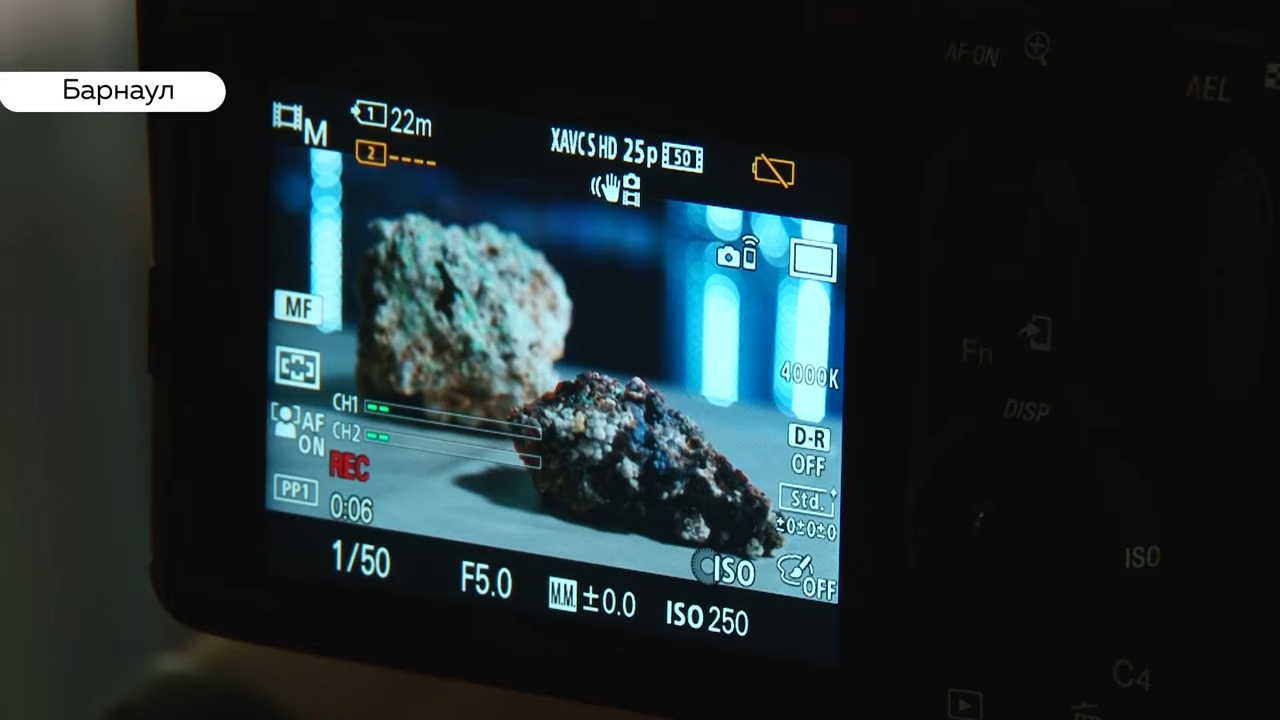 Барнаул
AF-ON
AEL
M
1 22m
2 ----
XAVC S HD 25p 50
MF
4000K
CH1
CH2
AF
ON
REC
D-R
OFF
Std.
±0±0±0
PP1
0:06
ISO
OFF
1/50
F5.0
M.M. ±0.0
ISO 250
Fn
DISP
ISO
C4